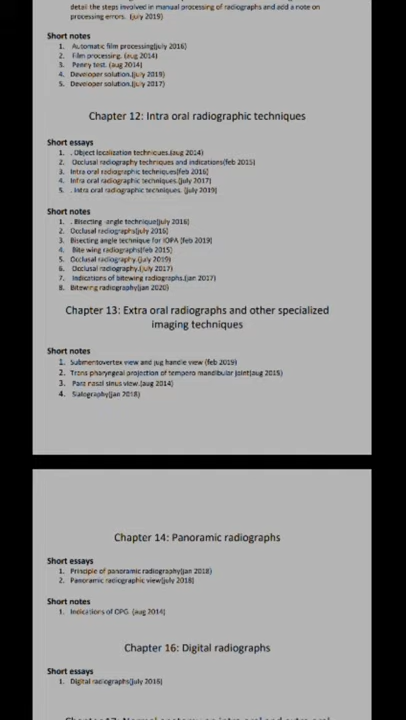 detail the steps involved in manual processing of radiographs and add a note on
processing errors. (july 2019)
Short notes
1. Automatic film processing(july 2016)
2. Film processing. (aug 2014)
3. Penny test. (aug 2014)
4. Developer solution.(july 2019)
5. Developer solution.(july 2017)
Chapter 12: Intra oral radiographic techniques
Short essays
1. . Object localization techniques.(aug 2014)
2. Occlusal radiography techniques and indications(feb 2015)
3. Intra oral radiographic techniques(feb 2016)
4. Infra oral radiographic techniques.(july 2017)
5. . Intra oral radiographic techniques. (july 2019)
Short notes
1. . Bisecting -angle technique(july 2016)
2. Occlusal radiographs(july 2016)
3. Bisecting angle technique for IOPA (feb 2019)
4. Bite wing radiographs(feb 2015)
5. Occlusal radiography.(july 2019)
6. Occlusal radiography.(july 2017)
7. Indications of bitewing radiographs.(jan 2017)
8. Bitewing radiography(jan 2020)
Chapter 13: Extra oral radiographs and other specialized
imaging techniques
Short notes
1. Submentovertex view and jug handle view (feb 2019)
2. Trans pharyngeal projection of temporo mandibular joint(aug 2015)
3. Para nasal sinus view.(aug 2014)
4. Sialography(jan 2018)
Chapter 14: Panoramic radiographs
Short essays
1. Principle of panoramic radiography(jan 2018)
2. Panoramic radiographic view(july 2018)
Short notes
1. Indications of OPG. (aug 2014)
Chapter 16: Digital radiographs
Short essays
1. Digital radiographs(july 2016)